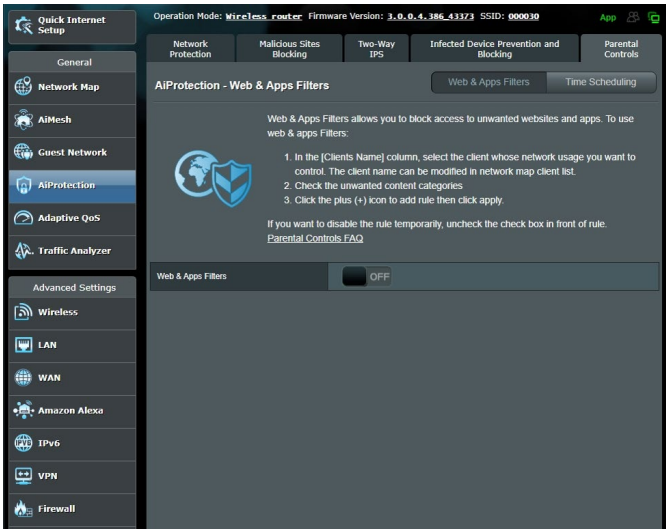 Quick Internet
Setup
Operation Mode: Wireless router Firmware Version: 3.0.0.4.386_43373 SSID: 000030
App
General
Network Map
AiMesh
Guest Network
AiProtection
Adaptive QoS
Traffic Analyzer
Advanced Settings
Wireless
LAN
WAN
Amazon Alexa
IPv6
VPN
Firewall
Network
Protection
Malicious Sites
Blocking
Two-Way
IPS
Infected Device Prevention and
Blocking
Parental
Controls
AiProtection - Web & Apps Filters
Web & Apps Filters
Time Scheduling
Web & Apps Filters allows you to block access to unwanted websites and apps. To use
web & apps Filters:
1. In the [Clients Name] column, select the client whose network usage you want to
control. The client name can be modified in network map client list.
2. Check the unwanted content categories
3. Click the plus (+) icon to add rule then click apply.
If you want to disable the rule temporarily, uncheck the check box in front of rule.
Parental Controls FAQ
Web & Apps Filters
OFF